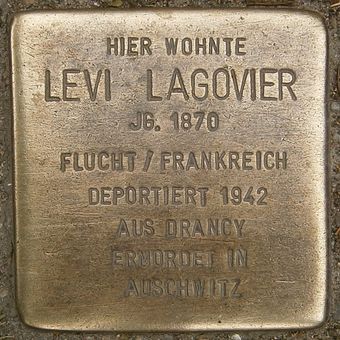 HIER WOHNTE
LEVI LAGOVIER
JG. 1870
FLUCHT / FRANKREICH
DEPORTIERT 1942
AUS DRANCY
ERMORDET IN
AUSCHWITZ